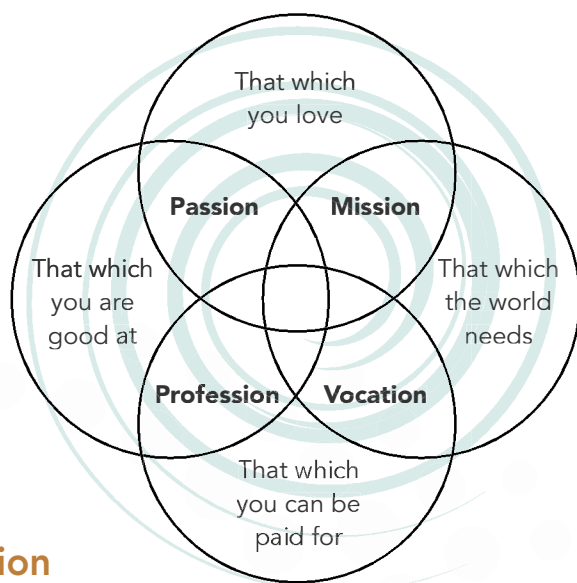 That which
you love
Passion
Mission
That which
you are
good at
That which
the world
needs
Profession
Vocation
That which
you can be
paid for
tion